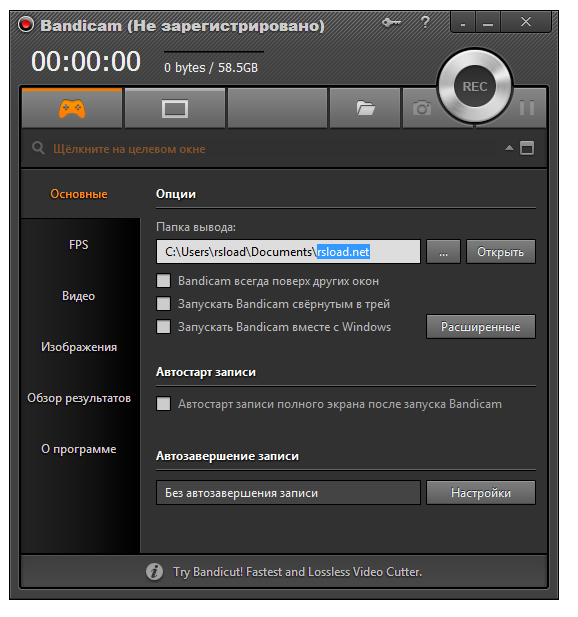 Bandicam (Не зарегистрировано)
?
00:00:00
0 bytes / 58.5GB
REC
Щёлкните на целевом окне
Основные
FPS
Видео
Изображения
Обзор результатов
О программе
Опции
Папка вывода:
C:\Users\rsload\Documents\rsload.net
...
Открыть
Bandicam всегда поверх других окон
Запускать Bandicam свёрнутым в трей
Запускать Bandicam вместе с Windows
Расширенные
Автостарт записи
Автостарт записи полного экрана после запуска Bandicam
Автозавершение записи
Без автозавершения записи
Настройки
Try Bandicut! Fastest and Lossless Video Cutter.